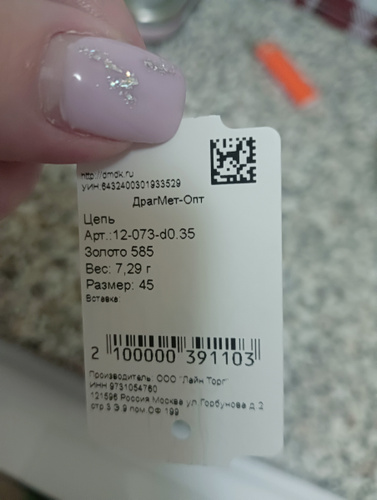 http://dmdk.ru
УИН:6432400301933529
ДрагМет-Опт
Цепь
Арт.:12-073-d0.35
Золото 585
Вес: 7,29 г
Размер: 45
Вставка:
2 100000 391103
Производитель: ООО "Лайн Торг"
ИНН 9731054760
121596 Россия Москва ул.Горбунова д.2
стр.3 Э 9 пом ОФ 199